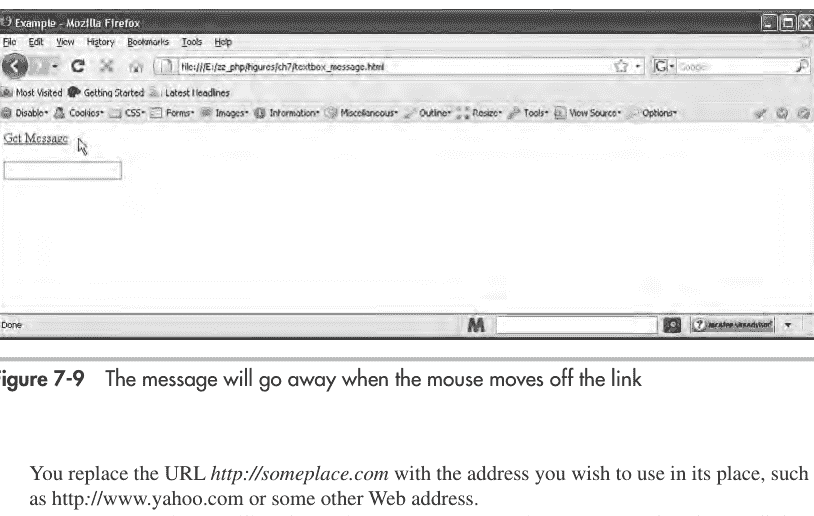 Example - Mozilla Firefox
File Edit View History Bookmarks Tools Help
file:///E:/zz_php/figures/ch7/textbox_message.html
G Google
Most Visited Getting Started Latest Headlines
Disable Cookies CSS Forms Images Information Miscellaneous Outline Resize Tools View Source Options
Get Message
Done M
igure 7-9 The message will go away when the mouse moves off the link
You replace the URL http://someplace.com with the address you wish to use in its place, such
as http://www.yahoo.com or some other Web address.